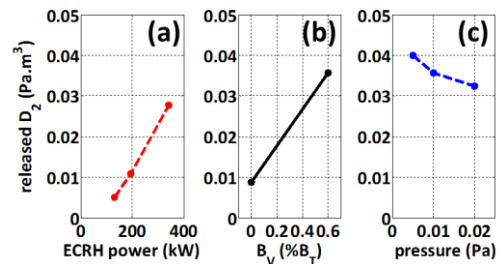 (a) (b) (c)
released D₂ (Pa.m³)
0.05 0.05 0.05
0.04 0.04 0.04
0.03 0.03 0.03
0.02 0.02 0.02
0.01 0.01 0.01
0 0 0
0 200 400 0 0.2 0.4 0.6 0 0.01 0.02
ECRH power (kW) B_V (%B_T) pressure (Pa)